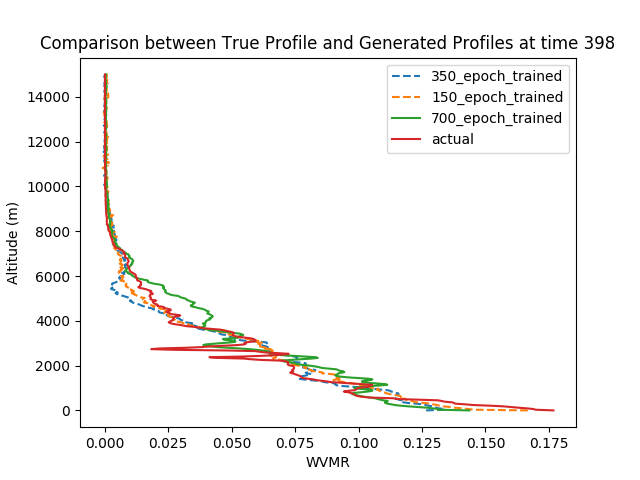 Comparison between True Profile and Generated Profiles at time 398
350_epoch_trained
150_epoch_trained
700_epoch_trained
actual
Altitude (m)
14000
12000
10000
8000
6000
4000
2000
0
0.000 0.025 0.050 0.075 0.100 0.125 0.150 0.175
WVMR